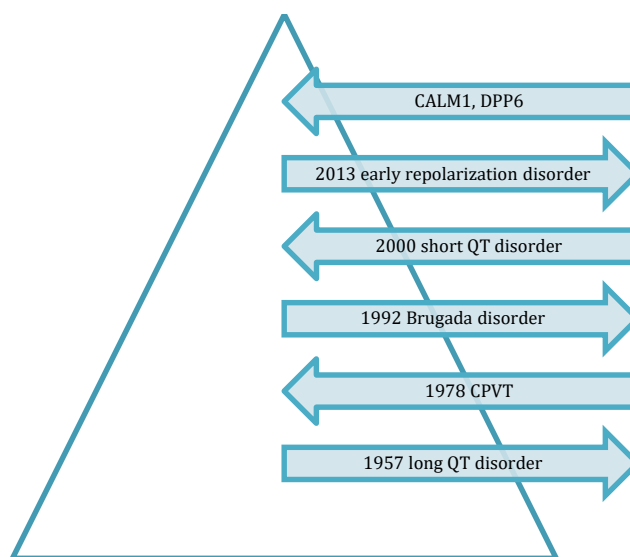 CALM1, DPP6
2013 early repolarization disorder
2000 short QT disorder
1992 Brugada disorder
1978 CPVT
1957 long QT disorder